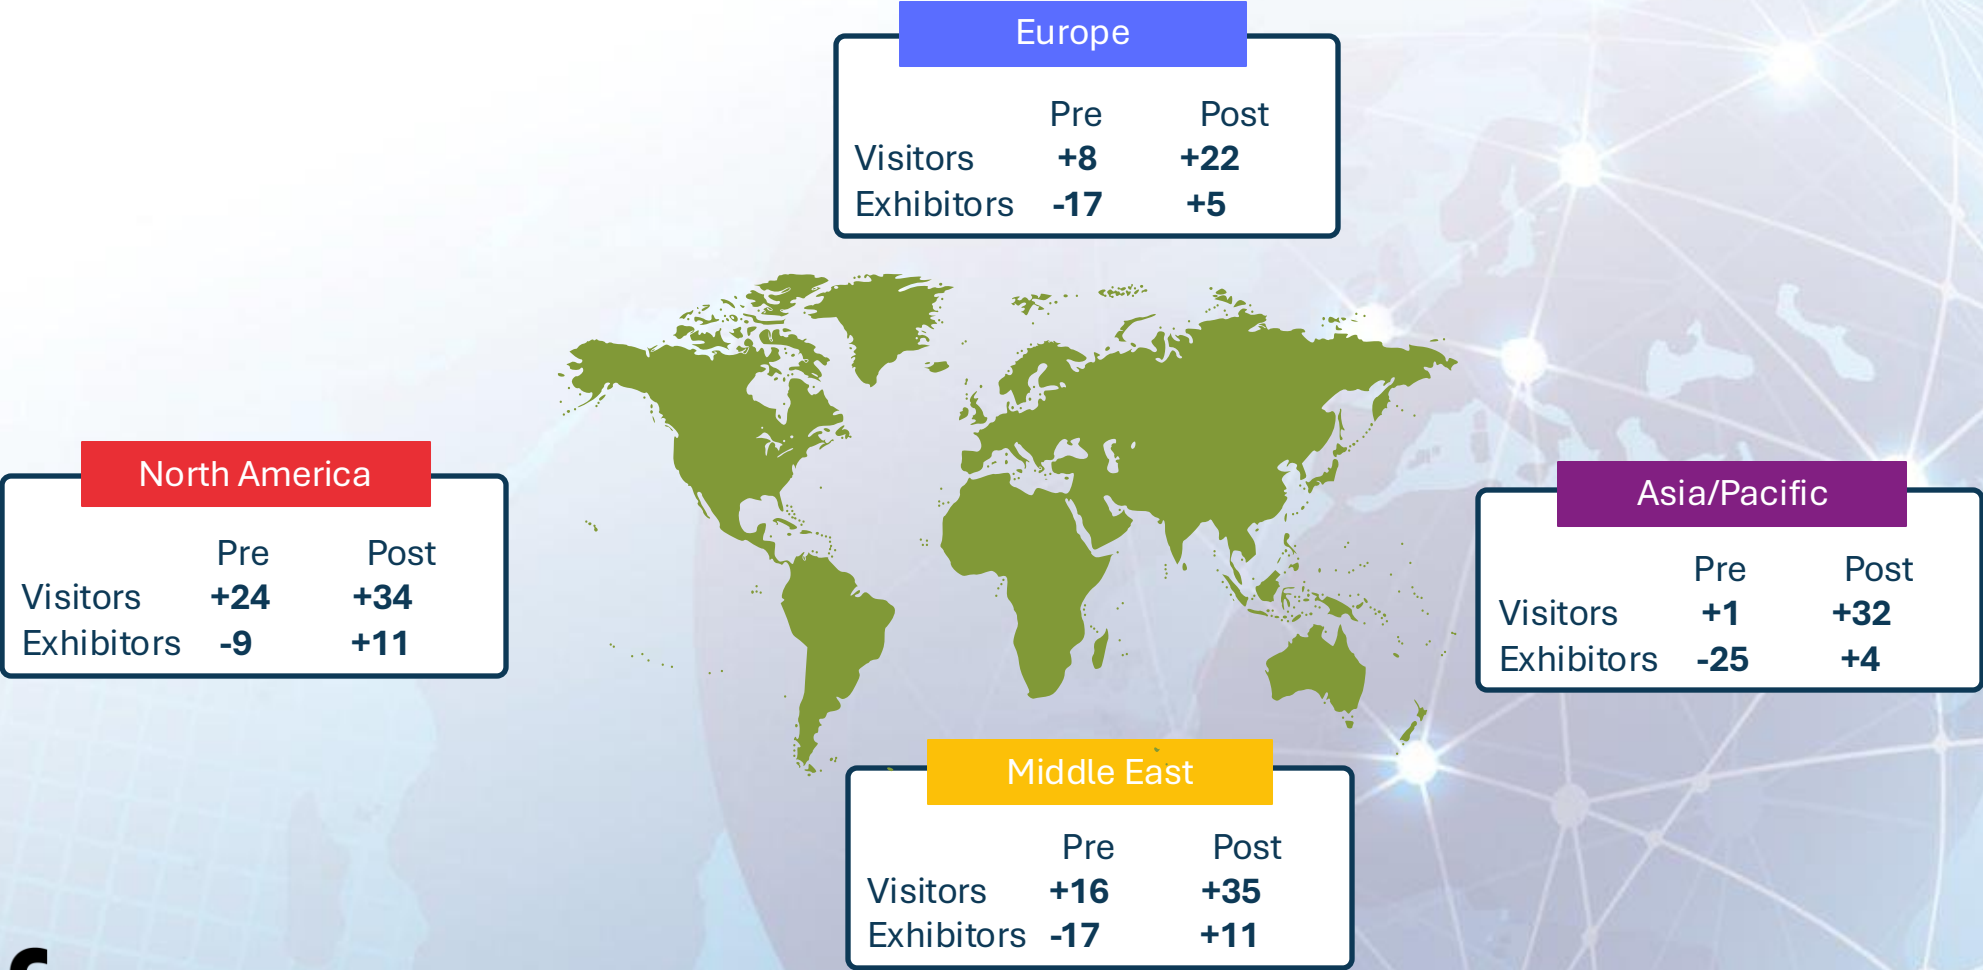 Europe
Pre Post
Visitors +8 +22
Exhibitors -17 +5
North America
Pre Post
Visitors +24 +34
Exhibitors -9 +11
Asia/Pacific
Pre Post
Visitors +1 +32
Exhibitors -25 +4
Middle East
Pre Post
Visitors +16 +35
Exhibitors -17 +11